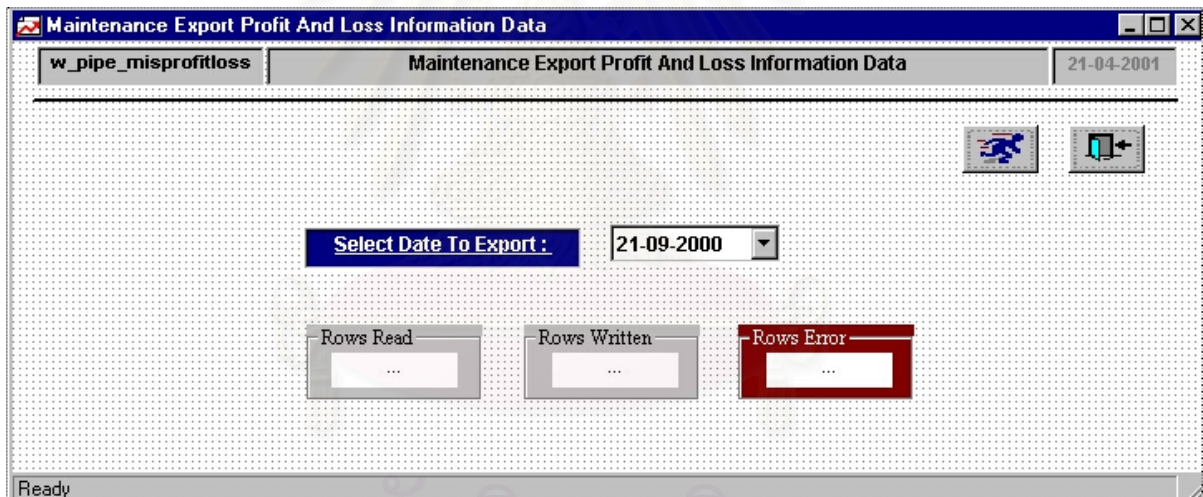 Maintenance Export Profit And Loss Information Data
w_pipe_misprofitloss Maintenance Export Profit And Loss Information Data 21-04-2001
Select Date To Export : 21-09-2000
Rows Read Rows Written Rows Error
... ... ...
Ready